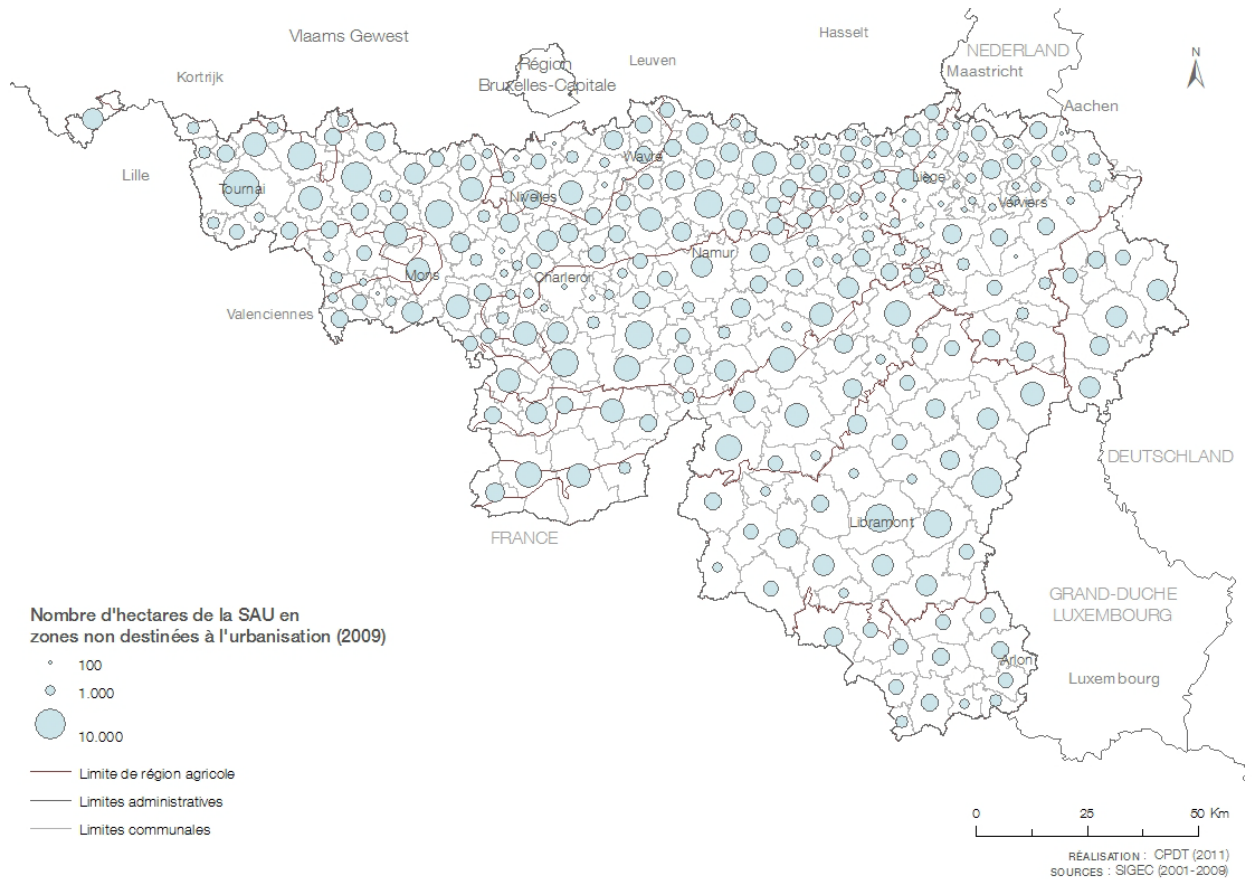 Hasselt
Vlaams Gewest
NEDERLAND
N
Région
Bruxelles-Capitale
Leuven
Maastricht
Kortrijk
Aachen
Lille
Wavre
Liège
Tournai
Nivelles
Verviers
Namur
Mons
Charleroi
Valenciennes
DEUTSCHLAND
Libramont
FRANCE
GRAND-DUCHE
LUXEMBOURG
Arlon
Luxembourg
Nombre d'hectares de la SAU en
zones non destinées à l'urbanisation (2009)
100
1.000
10.000
Limite de région agricole
Limites administratives
Limites communales
0 25 50 Km
RÉALISATION : CPDT (2011)
SOURCES : SIGEC (2001-2009)